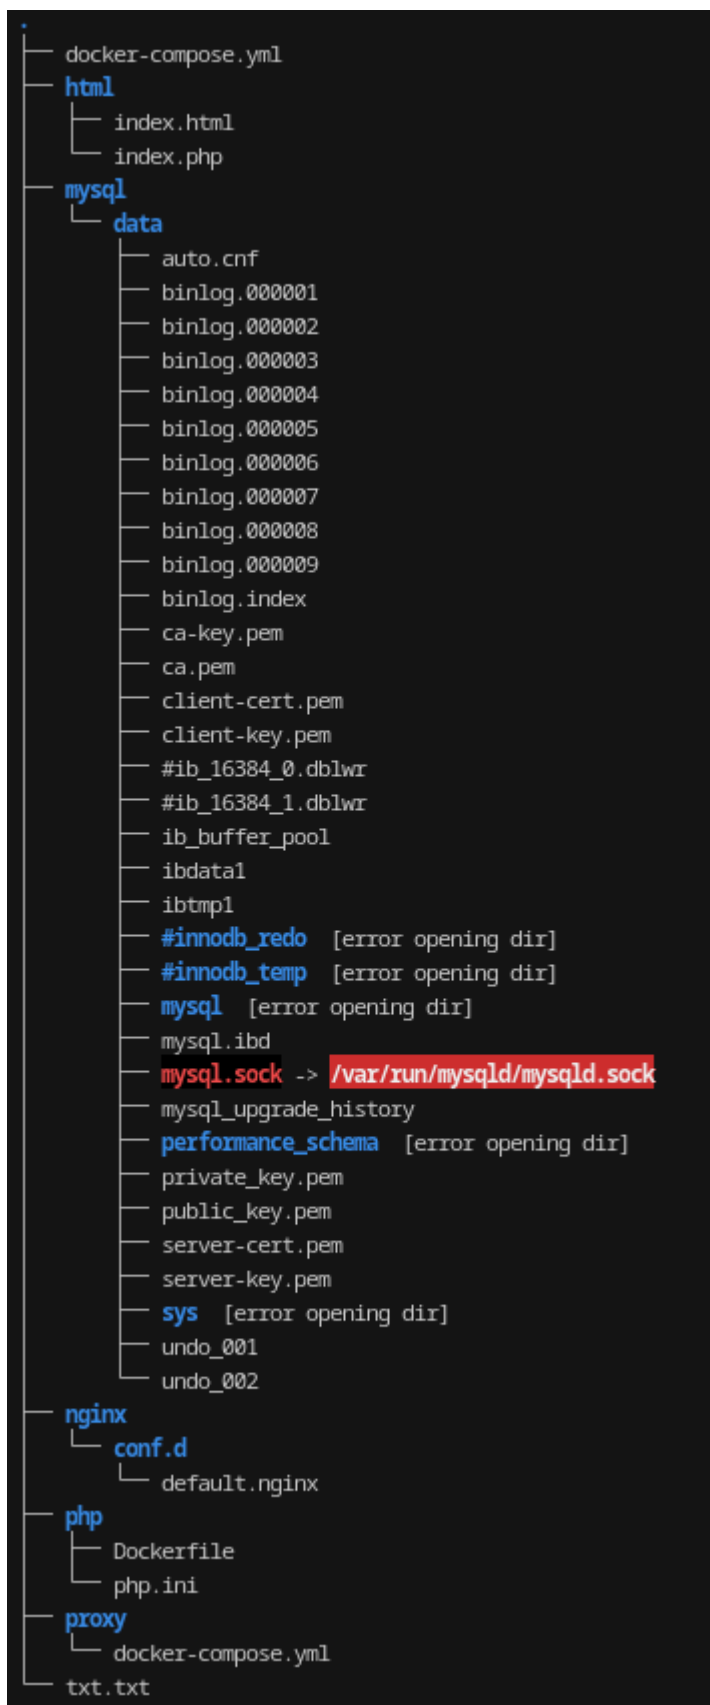 .
├── docker-compose.yml
├── html
│   ├── index.html
│   └── index.php
├── mysql
│   └── data
│       ├── auto.cnf
│       ├── binlog.000001
│       ├── binlog.000002
│       ├── binlog.000003
│       ├── binlog.000004
│       ├── binlog.000005
│       ├── binlog.000006
│       ├── binlog.000007
│       ├── binlog.000008
│       ├── binlog.000009
│       ├── binlog.index
│       ├── ca-key.pem
│       ├── ca.pem
│       ├── client-cert.pem
│       ├── client-key.pem
│       ├── #ib_16384_0.dblwr
│       ├── #ib_16384_1.dblwr
│       ├── ib_buffer_pool
│       ├── ibdata1
│       ├── ibtmp1
│       ├── #innodb_redo  [error opening dir]
│       ├── #innodb_temp  [error opening dir]
│       ├── mysql  [error opening dir]
│       ├── mysql.ibd
│       ├── mysql.sock -> /var/run/mysqld/mysqld.sock
│       ├── mysql_upgrade_history
│       ├── performance_schema  [error opening dir]
│       ├── private_key.pem
│       ├── public_key.pem
│       ├── server-cert.pem
│       ├── server-key.pem
│       ├── sys  [error opening dir]
│       ├── undo_001
│       └── undo_002
├── nginx
│   └── conf.d
│       └── default.nginx
├── php
│   ├── Dockerfile
│   └── php.ini
├── proxy
│   └── docker-compose.yml
└── txt.txt